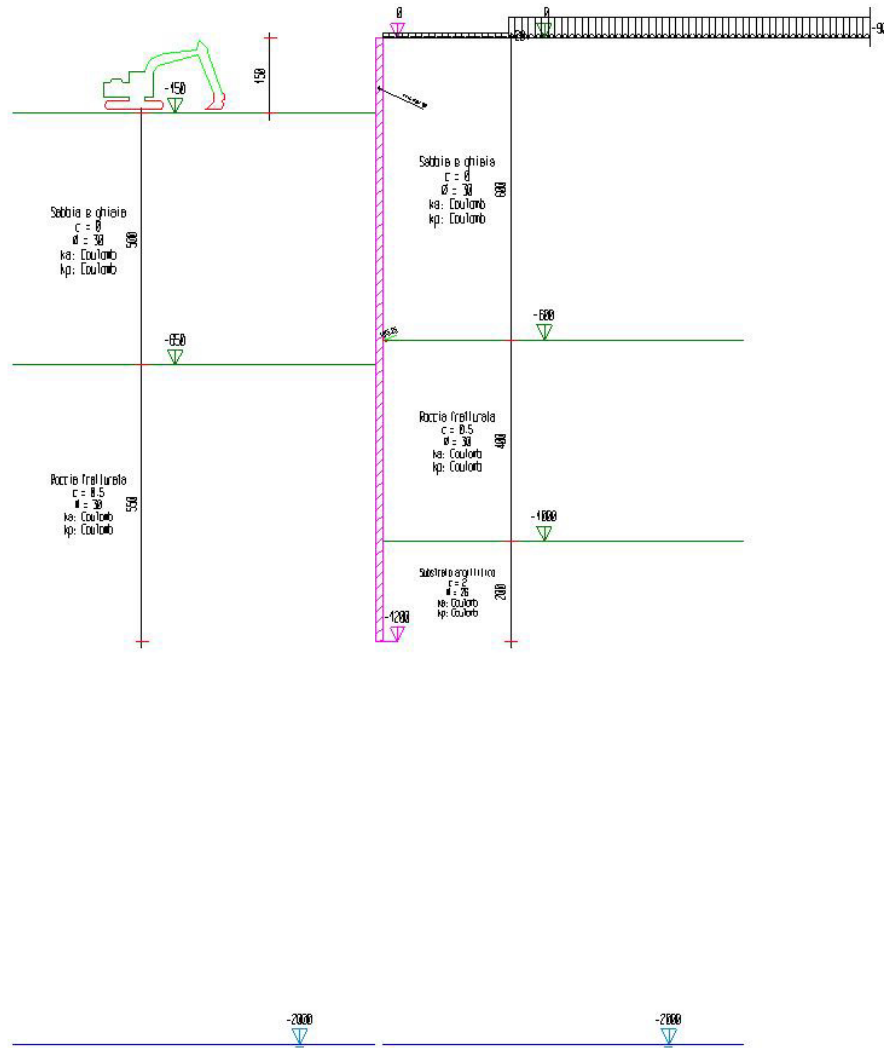 0
0
-90
-20
150
-150
Sabbia e ghiaia
c = 0
Ø = 30
ka: Coulomb
kp: Coulomb
600
Sabbia e ghiaia
c = 0
Ø = 30
ka: Coulomb
kp: Coulomb
500
-600
-650
Roccia fratturata
c = 0.5
Ø = 30
ka: Coulomb
kp: Coulomb
400
Roccia fratturata
c = 0.5
Ø = 30
ka: Coulomb
kp: Coulomb
550
-1000
Substrato argillitico
c = 2
ka: Coulomb
kp: Coulomb
200
-1200
-2000
-2000